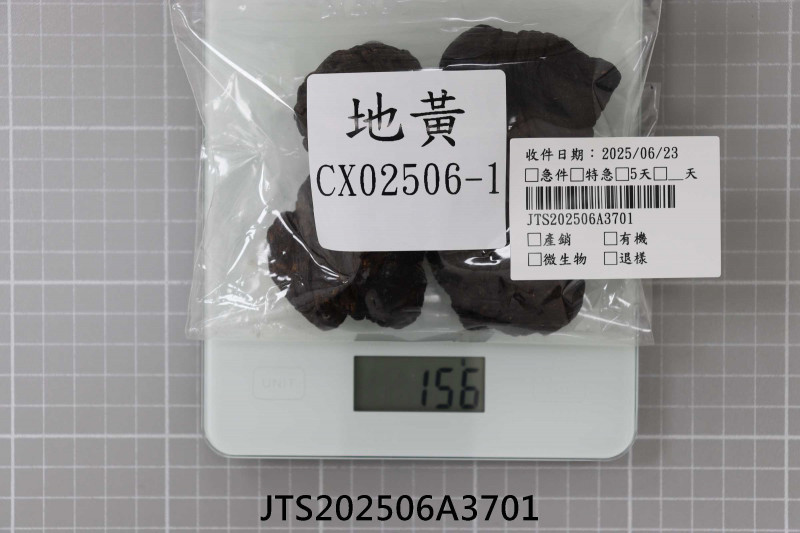 地黃
CX02506-1
收件日期：2025/06/23
□急件□特急□5天□__天
JTS202506A3701
□產銷 □有機
□微生物 □退樣
UNIT
156
JTS202506A3701